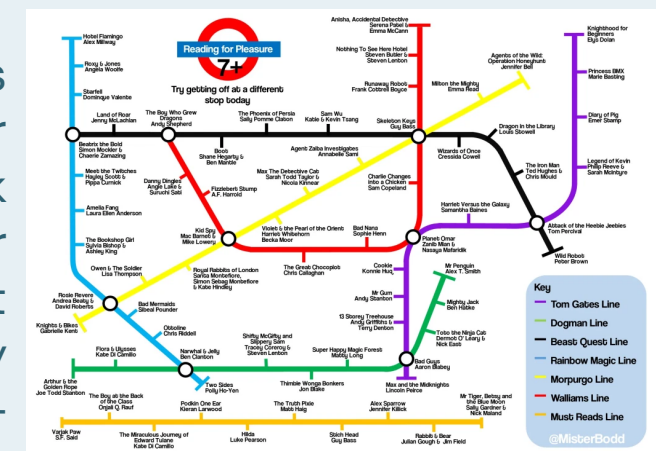 Hotel Flamingo
Alex Milway
Roxy & Jones
Angela Woolfe
Starfell
Dominique Valente
Land of Roar
Jenny McLachlan
The Boy Who Grew
Dragons
Andy Shepherd
Reading for Pleasure
7+
Try getting off at a different
stop today
Anisha, Accidental Detective
Serena Patel &
Emma McCann
Nothing To See Here Hotel
Steven Butler &
Steven Lenton
Runaway Robot
Frank Cottrell Boyce
Agents of the Wild:
Operation Honeyhunt
Jennifer Bell
Milton the Mighty
Emma Read
Knighthood for
Beginners
Elys Dolan
Princess BMX
Marie Basting
Diary of Pig
Emer Stamp
Legend of Kevin
Philip Reeve &
Sarah McIntyre
The Phoenix of Persia
Sally Pomme Clayton
Sam Wu
Katie & Kevin Tsang
Skeleton Keys
Guy Bass
Dragon in the Library
Louie Stowell
Beatrix the Bold
Simon Mockler &
Cherie Zamazing
Boot
Shane Hegarty &
Ben Mantle
Agent Zaiba Investigates
Annabelle Sami
Wizards of Once
Cressida Cowell
The Iron Man
Ted Hughes &
Chris Mould
Meet the Twitches
Hayley Scott &
Pippa Curnick
Danny Dingles
Angie Lake &
Suruchi Sabi
Fizzlebert Stump
A.F. Harrold
Max The Detective Cat
Sarah Todd Taylor &
Nicola Kinnear
Charlie Changes
into a Chicken
Sam Copeland
Amelia Fang
Laura Ellen Anderson
Kid Spy
Mac Barnett &
Mike Lowery
Violet & the Pearl of the Orient
Harriet Whitehorn
Becka Moor
Bad Nana
Sophie Henn
Harriet Versus the Galaxy
Samantha Baines
Planet Omar
Zanib Mian &
Nasaya Mafaridik
Attack of the Heebie Jeebies
Tom Percival
The Bookshop Girl
Sylvia Bishop &
Ashley King
The Great Chocoplot
Chris Callaghan
Wild Robot
Peter Brown
Owen & The Soldier
Lisa Thompson
Royal Rabbits of London
Santa Montefiore,
Simon Sebag Montefiore
& Kate Hindley
Cookie
Konnie Huq
Mr Penguin
Alex T. Smith
Rosie Revere
Andrea Beaty &
David Roberts
Mr Gum
Andy Stanton
Mighty Jack
Ben Hatke
Knights & Bikes
Gabrielle Kent
Bad Mermaids
Sibeal Pounder
13 Storey Treehouse
Andy Griffiths &
Terry Denton
Ottoline
Chris Riddell
Toto the Ninja Cat
Dermot O' Leary &
Nick East
Flora & Ulysses
Kate Di Camillo
Narwhal & Jelly
Ben Clanton
Shifty McGifty and
Slippery Sam
Tracey Corderoy &
Steven Lenton
Super Happy Magic Forest
Matty Long
Bad Guys
Aaron Blabey
Arthur & the
Golden Rope
Joe Todd Stanton
Two Sides
Polly Ho-Yen
Thimble Wonga Bonkers
Jon Blake
Max and the Midknights
Lincoln Peirce
The Boy at the Back
of the Class
Onjali Q. Rauf
Podkin One Ear
Kieran Larwood
The Truth Pixie
Matt Haig
Alex Sparrow
Jennifer Killick
Mr Tiger, Betsy and
the Blue Moon
Sally Gardner &
Nick Maland
Varjak Paw
S.F. Said
The Miraculous Journey of
Edward Tulane
Kate Di Camillo
Hilda
Luke Pearson
Stich Head
Guy Bass
Rabbit & Bear
Julian Gough & Jim Field
Key
Tom Gates Line
Dogman Line
Beast Quest Line
Rainbow Magic Line
Morpurgo Line
Walliams Line
Must Reads Line
@MisterBodd